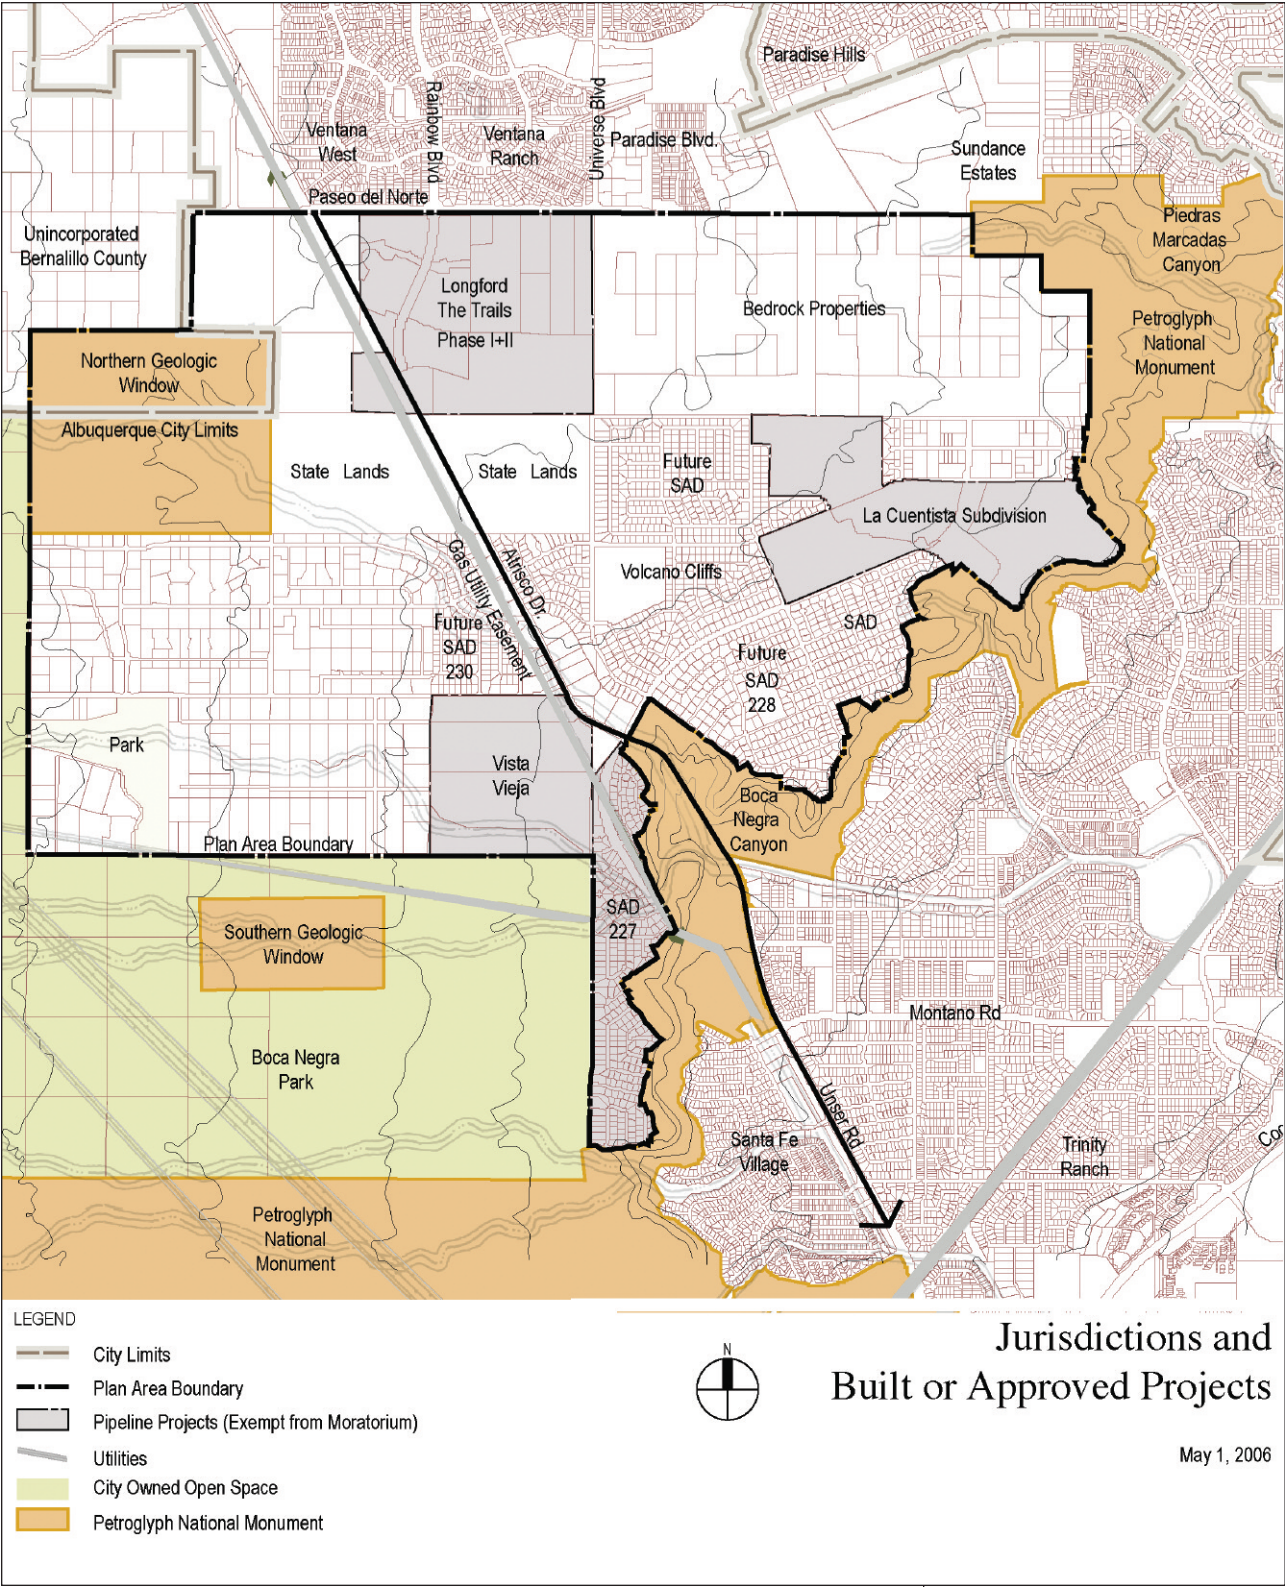 Paradise Hills
Ventana
West
Rainbow Blvd
Ventana
Ranch
Universe Blvd
Paradise Blvd.
Sundance
Estates
Paseo del Norte
Unincorporated
Bernalillo County
Piedras
Marcadas
Canyon
Longford
The Trails
Phase I+II
Bedrock Properties
Petroglyph
National
Monument
Northern Geologic
Window
Albuquerque City Limits
State Lands
State Lands
Future
SAD
La Cuentista Subdivision
Atrisco Dr.
Gas Utility Easement
Volcano Cliffs
Future
SAD
230
SAD
Future
SAD
228
Park
Vista
Vieja
Boca
Negra
Canyon
Plan Area Boundary
SAD
227
Southern Geologic
Window
Montano Rd
Boca Negra
Park
Unser Rd
Santa Fe
Village
Trinity
Ranch
Petroglyph
National
Monument
LEGEND
City Limits
Plan Area Boundary
Pipeline Projects (Exempt from Moratorium)
Utilities
City Owned Open Space
Petroglyph National Monument
N
Jurisdictions and
Built or Approved Projects
May 1, 2006